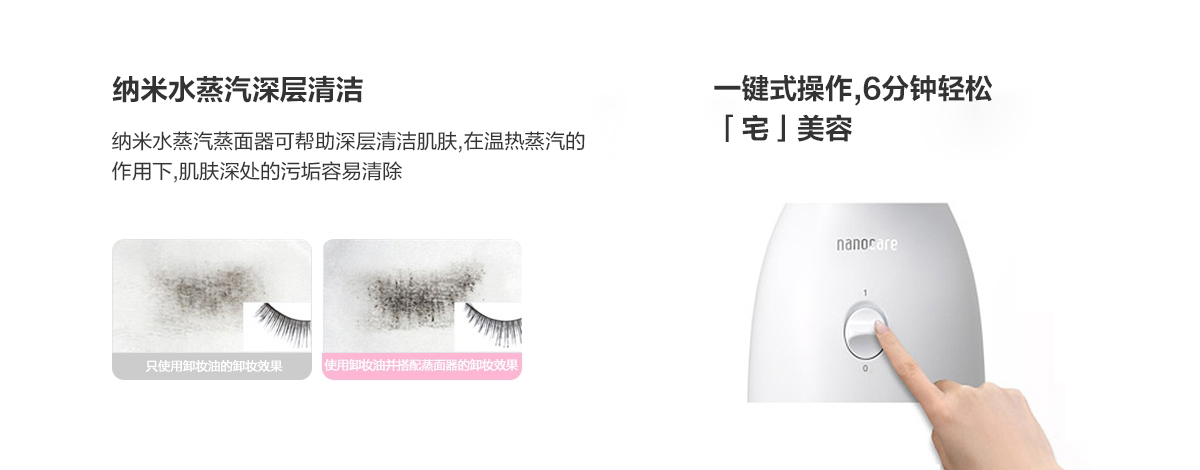 纳米水蒸汽深层清洁
纳米水蒸汽蒸面器可帮助深层清洁肌肤,在温热蒸汽的
作用下,肌肤深处的污垢容易清除
只使用卸妆油的卸妆效果
使用卸妆油并搭配蒸面器的卸妆效果
一键式操作,6分钟轻松
「宅」美容
nanocare
1
0